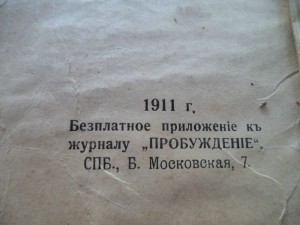 1911 г.
Безплатное приложеніе къ
журналу „ПРОБУЖДЕНІЕ“.
СПБ., Б. Московская, 7.